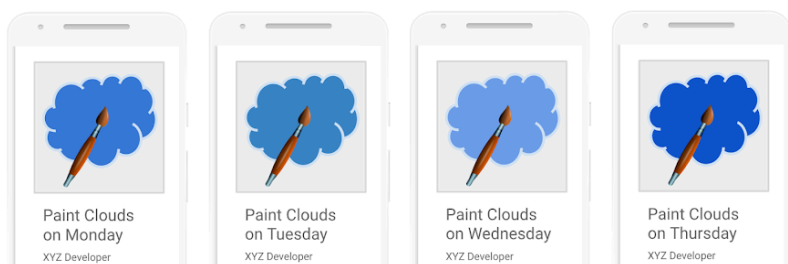 Paint Clouds
on Monday
XYZ Developer
Paint Clouds
on Tuesday
XYZ Developer
Paint Clouds
on Wednesday
XYZ Developer
Paint Clouds
on Thursday
XYZ Developer